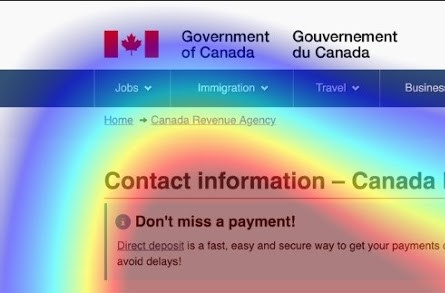 Government Gouvernement
of Canada du Canada
Jobs Immigration Travel
Home → Canada Revenue Agency
Contact information – Canada
Don't miss a payment!
Direct deposit is a fast, easy and secure way to get your payments
avoid delays!